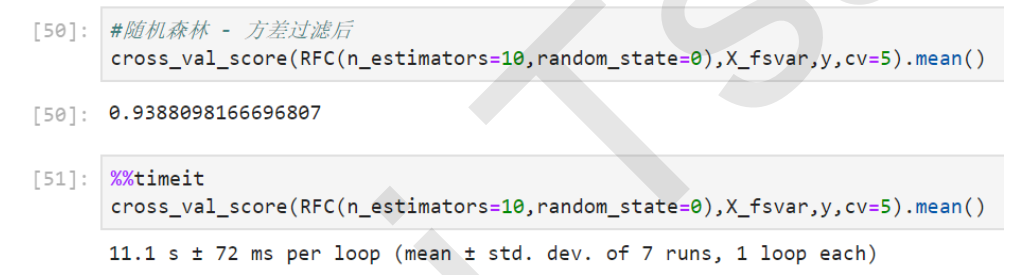 [50]: #随机森林 - 方差过滤后
cross_val_score(RFC(n_estimators=10,random_state=0),X_fsvar,y,cv=5).mean()
[50]: 0.9388098166696807
[51]: %%timeit
cross_val_score(RFC(n_estimators=10,random_state=0),X_fsvar,y,cv=5).mean()
11.1 s ± 72 ms per loop (mean ± std. dev. of 7 runs, 1 loop each)